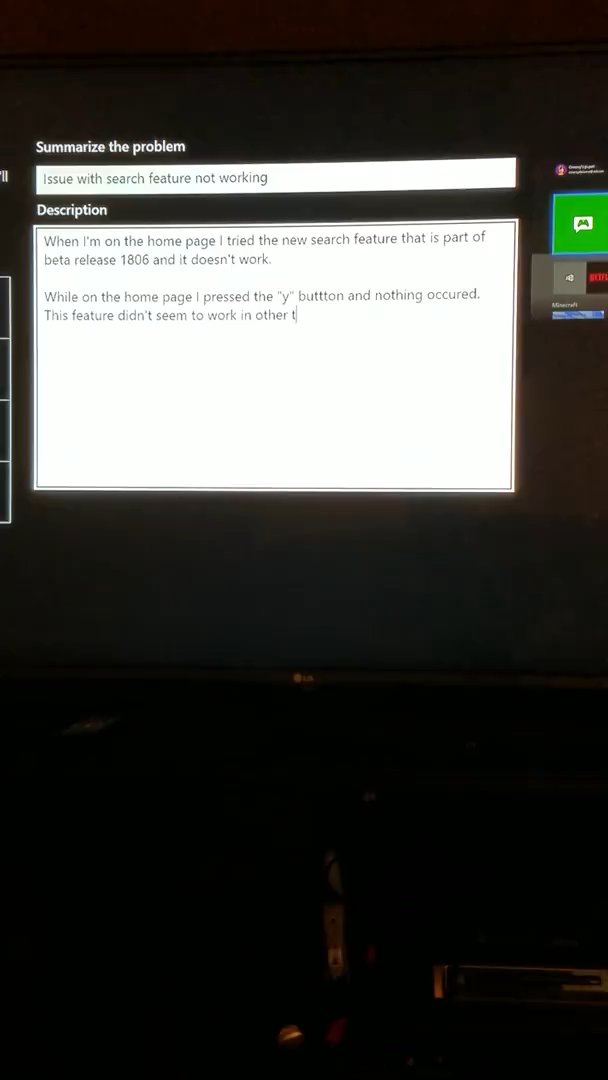 'll
Summarize the problem
Issue with search feature not working
Description
When I'm on the home page I tried the new search feature that is part of
beta release 1806 and it doesn't work.
While on the home page I pressed the "y" buttton and nothing occured.
This feature didn't seem to work in other t
Minecraft
LG